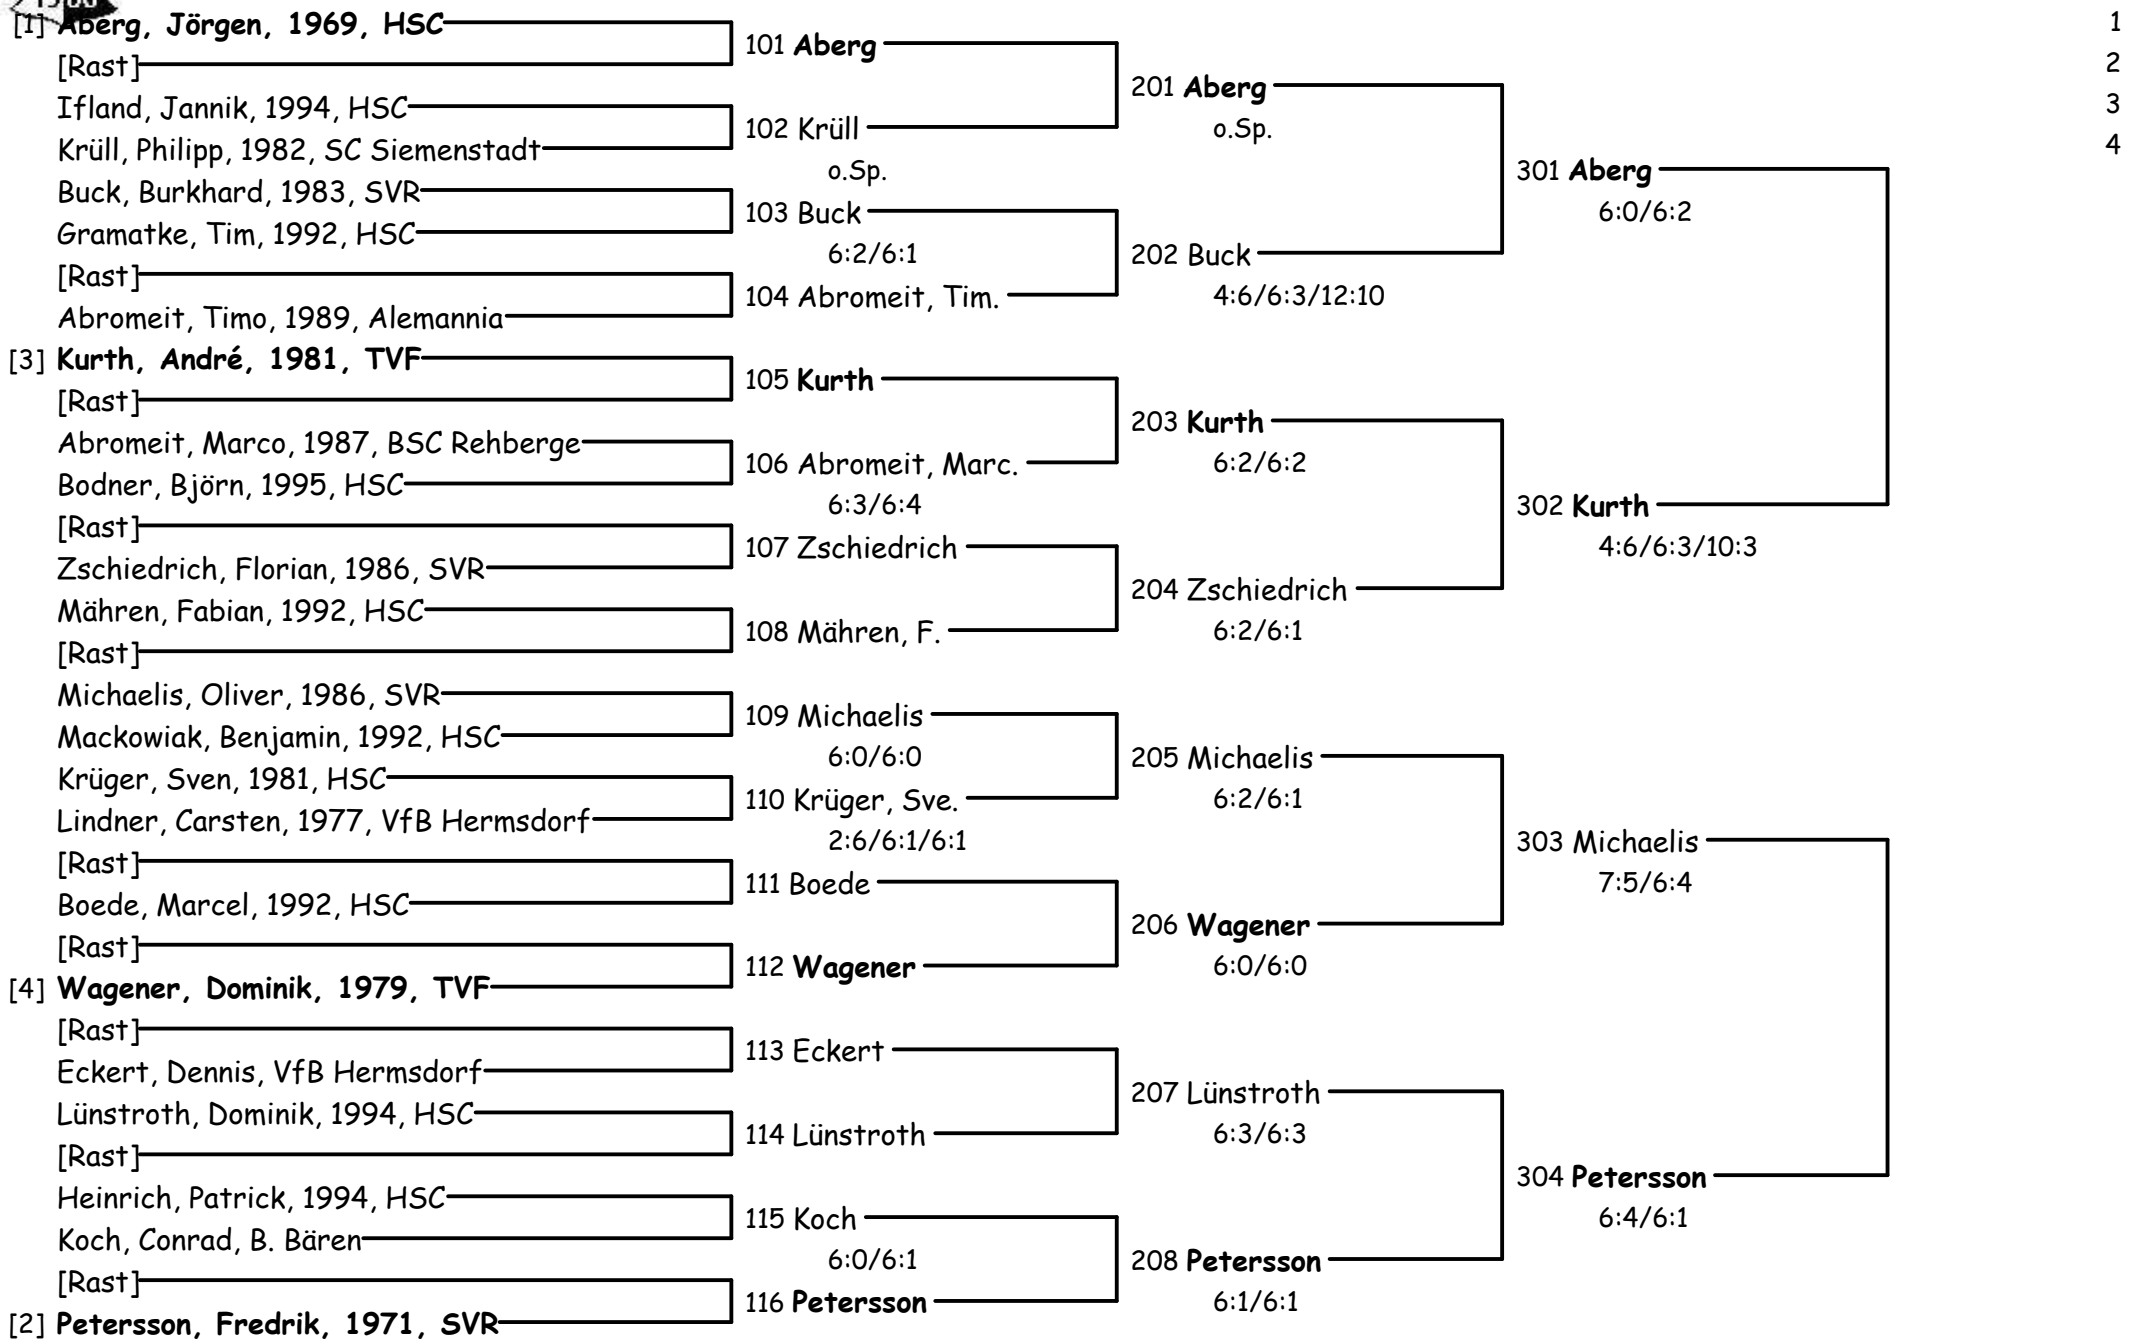 [1] Aberg, Jörgen, 1969, HSC
[Rast]
Ifland, Jannik, 1994, HSC
Krüll, Philipp, 1982, SC Siemenstadt
Buck, Burkhard, 1983, SVR
Gramatke, Tim, 1992, HSC
[Rast]
Abromeit, Timo, 1989, Alemannia
[3] Kurth, André, 1981, TVF
[Rast]
Abromeit, Marco, 1987, BSC Rehberge
Bodner, Björn, 1995, HSC
[Rast]
Zschiedrich, Florian, 1986, SVR
Mähren, Fabian, 1992, HSC
[Rast]
Michaelis, Oliver, 1986, SVR
Mackowiak, Benjamin, 1992, HSC
Krüger, Sven, 1981, HSC
Lindner, Carsten, 1977, VfB Hermsdorf
[Rast]
Boede, Marcel, 1992, HSC
[Rast]
[4] Wagener, Dominik, 1979, TVF
[Rast]
Eckert, Dennis, VfB Hermsdorf
Lünstroth, Dominik, 1994, HSC
[Rast]
Heinrich, Patrick, 1994, HSC
Koch, Conrad, B. Bären
[Rast]
[2] Petersson, Fredrik, 1971, SVR
101 Aberg
102 Krüll
o.Sp.
103 Buck
6:2/6:1
104 Abromeit, Tim.
105 Kurth
106 Abromeit, Marc.
6:3/6:4
107 Zschiedrich
108 Mähren, F.
109 Michaelis
6:0/6:0
110 Krüger, Sve.
2:6/6:1/6:1
111 Boede
112 Wagener
113 Eckert
114 Lünstroth
115 Koch
6:0/6:1
116 Petersson
201 Aberg
o.Sp.
202 Buck
4:6/6:3/12:10
203 Kurth
6:2/6:2
204 Zschiedrich
6:2/6:1
205 Michaelis
6:2/6:1
206 Wagener
6:0/6:0
207 Lünstroth
6:3/6:3
208 Petersson
6:1/6:1
301 Aberg
6:0/6:2
302 Kurth
4:6/6:3/10:3
303 Michaelis
7:5/6:4
304 Petersson
6:4/6:1
1
2
3
4